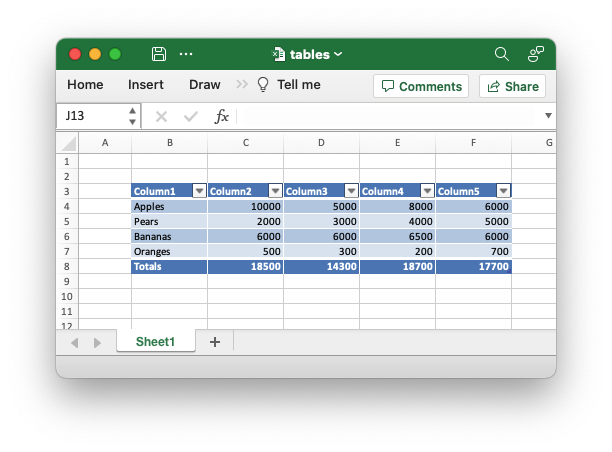 tables
Home Insert Draw Tell me Comments Share
J13 fx
A B C D E F G
1
2
3 Column1 Column2 Column3 Column4 Column5
4 Apples 10000 5000 8000 6000
5 Pears 2000 3000 4000 5000
6 Bananas 6000 6000 6500 6000
7 Oranges 500 300 200 700
8 Totals 18500 14300 18700 17700
9
10
11
12
Sheet1 +